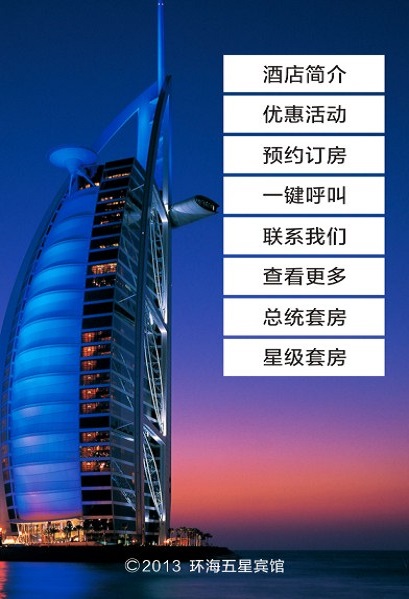 酒店简介
优惠活动
预约订房
一键呼叫
联系我们
查看更多
总统套房
星级套房
©2013 环海五星宾馆